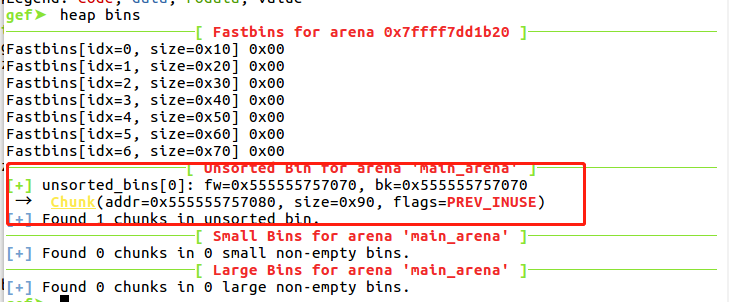 Legend: Code, data, rodata, value
gef➤ heap bins
[ Fastbins for arena 0x7ffff7dd1b20 ]
Fastbins[idx=0, size=0x10] 0x00
Fastbins[idx=1, size=0x20] 0x00
Fastbins[idx=2, size=0x30] 0x00
Fastbins[idx=3, size=0x40] 0x00
Fastbins[idx=4, size=0x50] 0x00
Fastbins[idx=5, size=0x60] 0x00
Fastbins[idx=6, size=0x70] 0x00
[ Unsorted Bin for arena 'main_arena' ]
[+] unsorted_bins[0]: fw=0x555555757070, bk=0x555555757070
→ Chunk(addr=0x555555757080, size=0x90, flags=PREV_INUSE)
[+] Found 1 chunks in unsorted bin.
[ Small Bins for arena 'main_arena' ]
[+] Found 0 chunks in 0 small non-empty bins.
[ Large Bins for arena 'main_arena' ]
[+] Found 0 chunks in 0 large non-empty bins.
gef➤